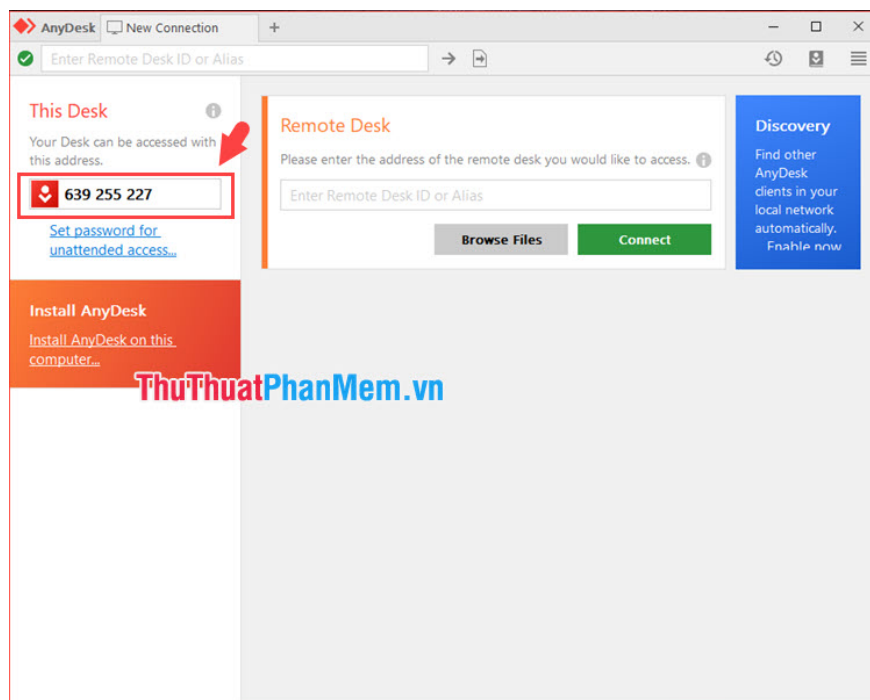 AnyDesk New Connection +
Enter Remote Desk ID or Alias
This Desk
Your Desk can be accessed with
this address.
639 255 227
Set password for
unattended access...
Install AnyDesk
Install AnyDesk on this
computer...
Remote Desk
Please enter the address of the remote desk you would like to access.
Enter Remote Desk ID or Alias
Browse Files
Connect
Discovery
Find other
AnyDesk
clients in your
local network
automatically.
Enable now
ThuThuatPhanMem.vn